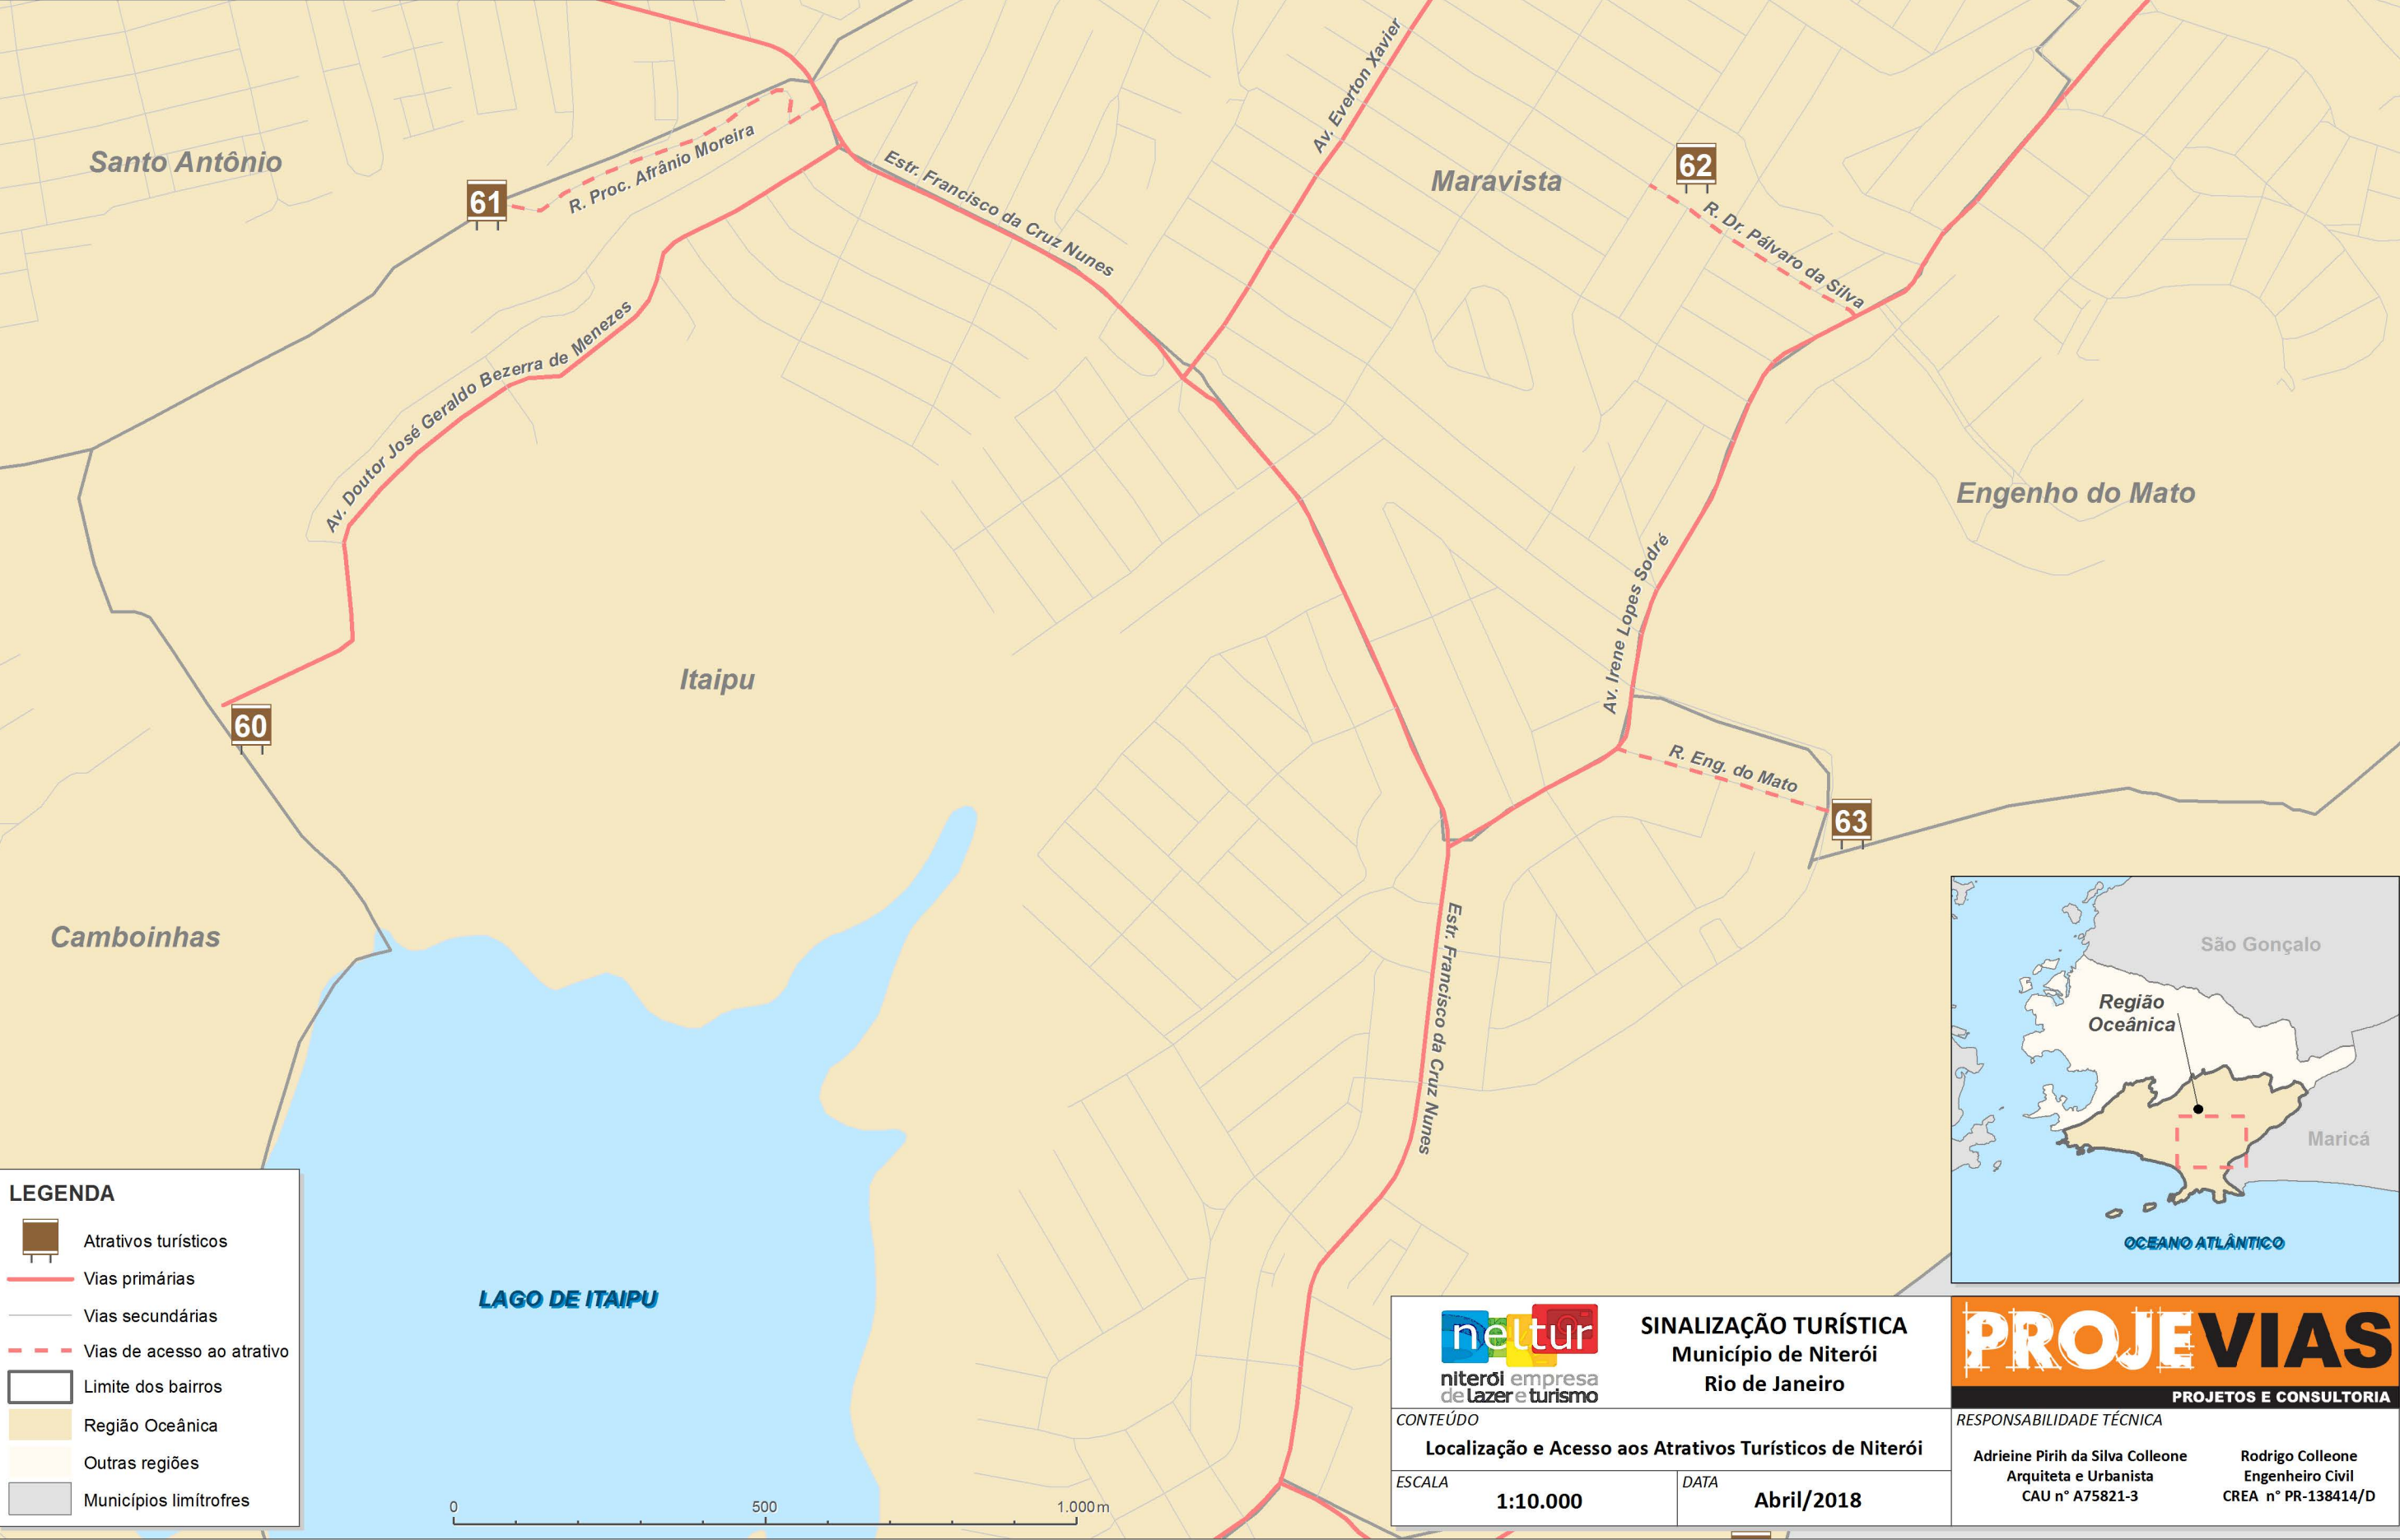 Santo Antônio
61
R. Proc. Afrânio Moreira
Estr. Francisco da Cruz Nunes
Av. Everton Xavier
Maravista
62
R. Dr. Pálvaro da Silva
Av. Doutor José Geraldo Bezerra de Menezes
Engenho do Mato
Av. Irene Lopes Sodré
Itaipu
60
R. Eng. do Mato
63
Camboinhas
Estr. Francisco da Cruz Nunes
LAGO DE ITAIPU
São Gonçalo
Região
Oceânica
Maricá
OCEANO ATLÂNTICO
LEGENDA
Atrativos turísticos
Vias primárias
Vias secundárias
Vias de acesso ao atrativo
Limite dos bairros
Região Oceânica
Outras regiões
Municípios limítrofes
0 500 1.000 m
neltur
niterói empresa
de lazer e turismo
SINALIZAÇÃO TURÍSTICA
Município de Niterói
Rio de Janeiro
PROJEVIAS
PROJETOS E CONSULTORIA
CONTEÚDO
Localização e Acesso aos Atrativos Turísticos de Niterói
ESCALA
1:10.000
DATA
Abril/2018
RESPONSABILIDADE TÉCNICA
Adrieine Pirih da Silva Colleone
Arquiteta e Urbanista
CAU n° A75821-3
Rodrigo Colleone
Engenheiro Civil
CREA n° PR-138414/D